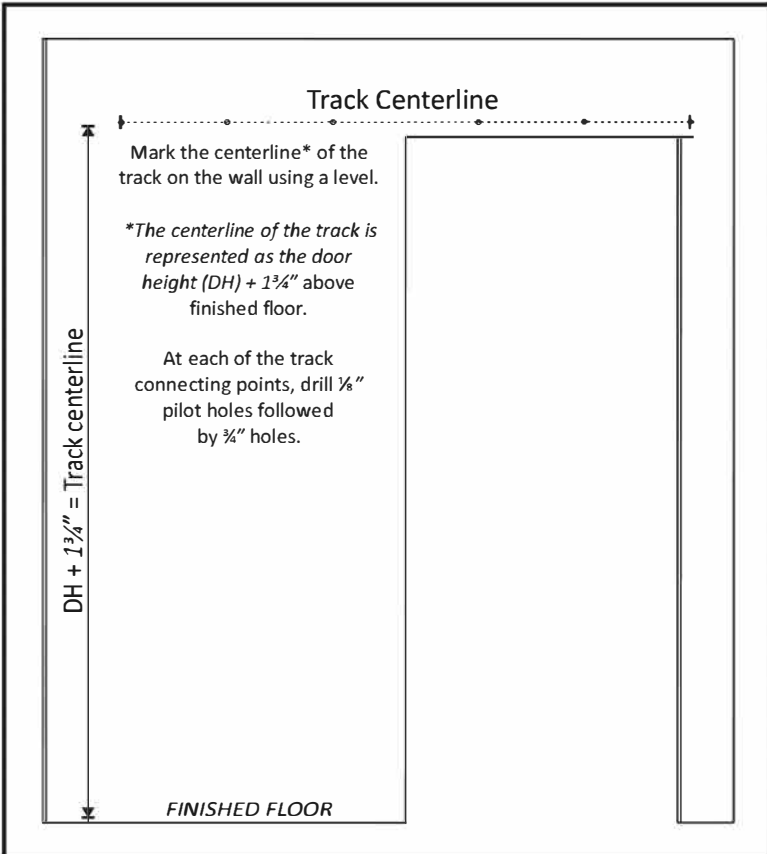 Track Centerline
Mark the centerline* of the
track on the wall using a level.
*The centerline of the track is
represented as the door
height (DH) + 1¾″ above
finished floor.
At each of the track
connecting points, drill ⅛″
pilot holes followed
by ¾″ holes.
DH + 1¾″ = Track centerline
FINISHED FLOOR